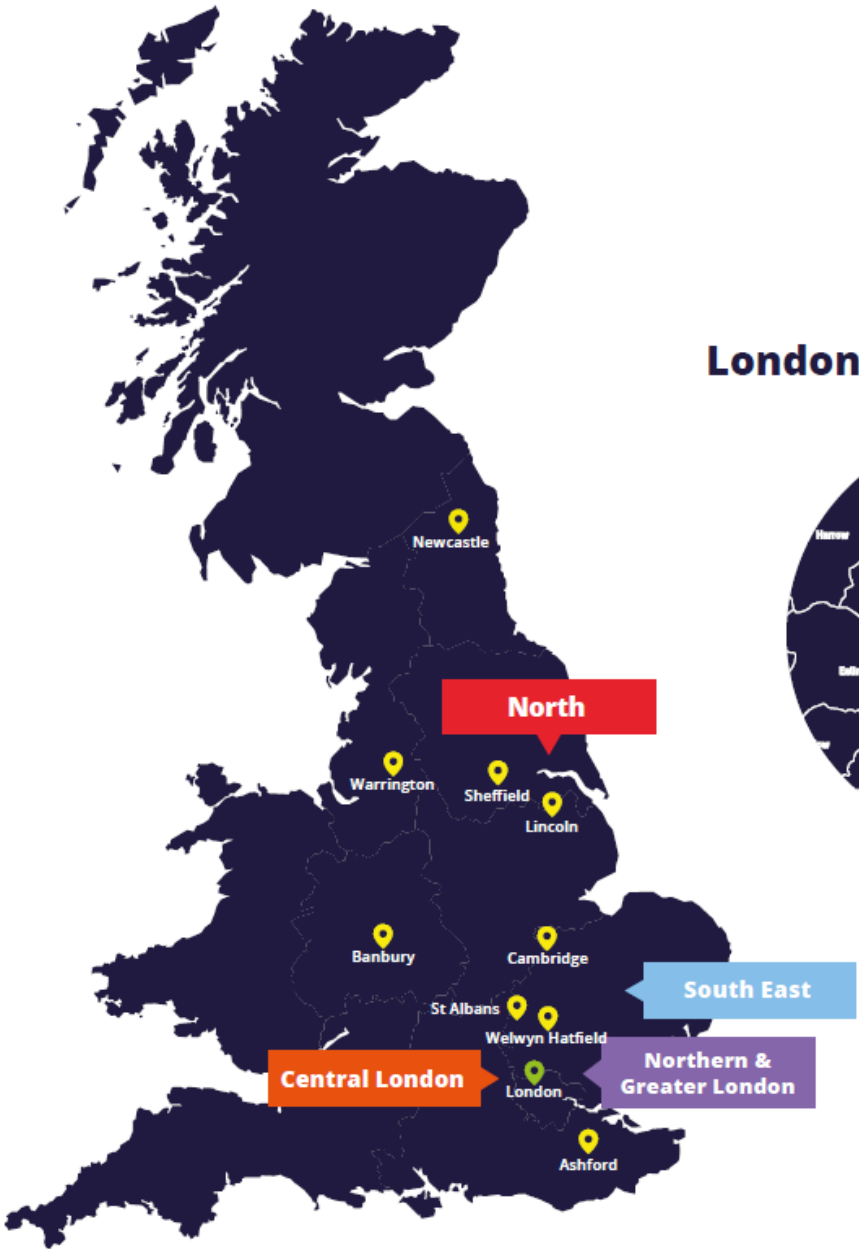 London
Harrow
Newcastle
North
Warrington
Sheffield
Lincoln
Banbury
Cambridge
St Albans
South East
Welwyn Hatfield
Northern &
Greater London
Central London
London
Ashford